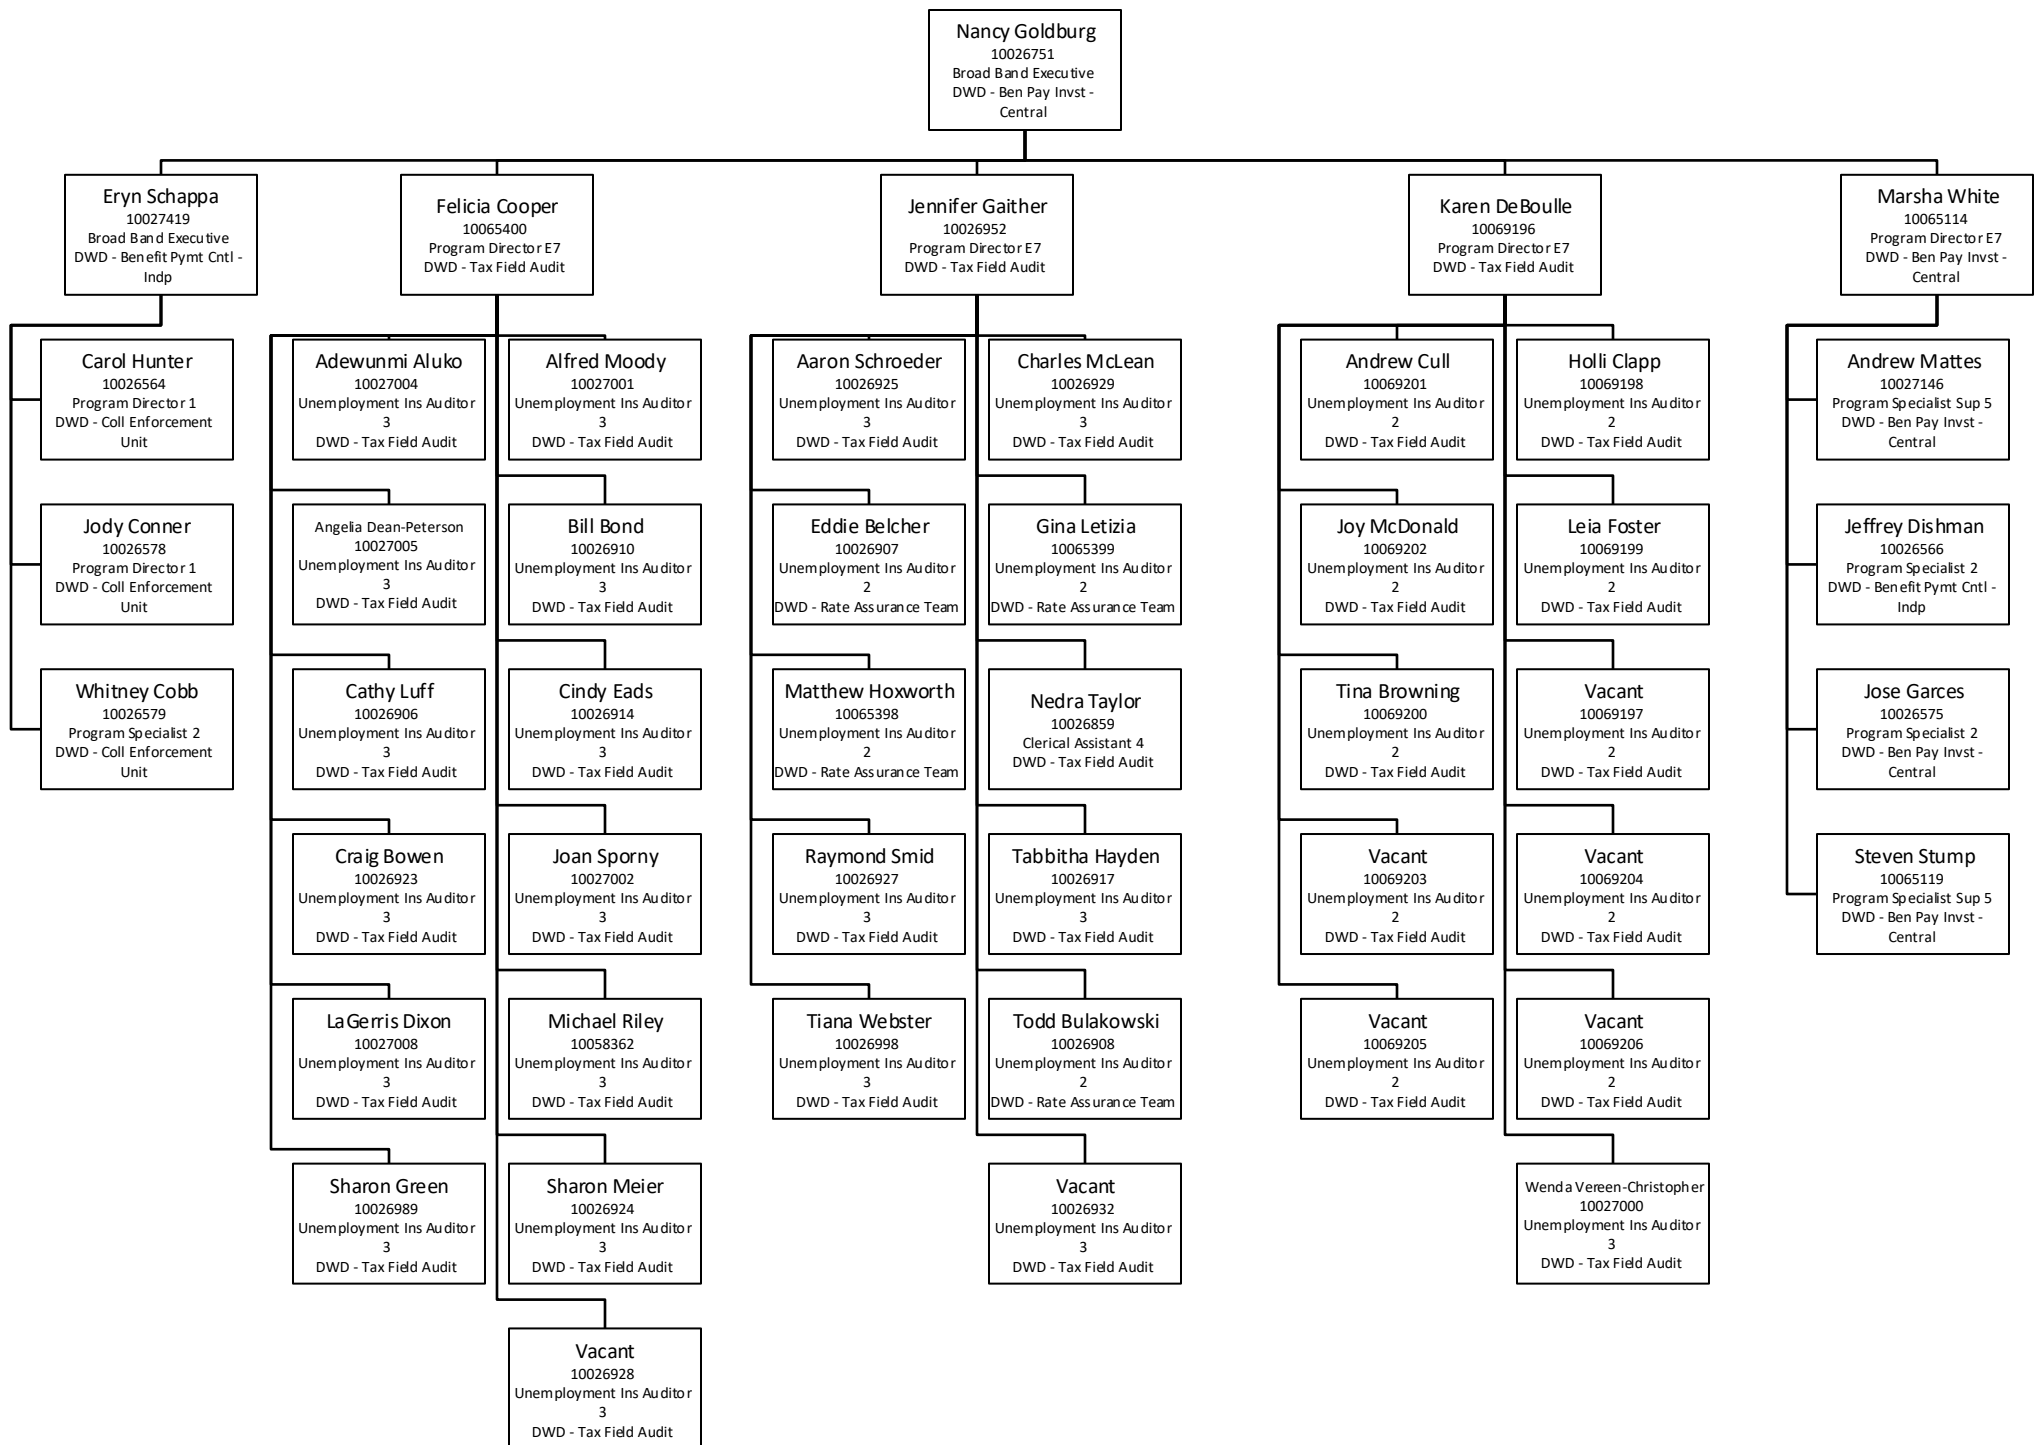 Nancy Goldburg
10026751
Broad Band Executive
DWD - Ben Pay Invst -
Central
Eryn Schappa
10027419
Broad Band Executive
DWD - Benefit Pymt Cntl -
Indp
Felicia Cooper
10065400
Program Director E7
DWD - Tax Field Audit
Jennifer Gaither
10026952
Program Director E7
DWD - Tax Field Audit
Karen DeBoulle
10069196
Program Director E7
DWD - Tax Field Audit
Marsha White
10065114
Program Director E7
DWD - Ben Pay Invst -
Central
Carol Hunter
10026564
Program Director 1
DWD - Coll Enforcement
Unit
Jody Conner
10026578
Program Director 1
DWD - Coll Enforcement
Unit
Whitney Cobb
10026579
Program Specialist 2
DWD - Coll Enforcement
Unit
Adewunmi Aluko
10027004
Unemployment Ins Auditor
3
DWD - Tax Field Audit
Alfred Moody
10027001
Unemployment Ins Auditor
3
DWD - Tax Field Audit
Angelia Dean-Peterson
10027005
Unemployment Ins Auditor
3
DWD - Tax Field Audit
Bill Bond
10026910
Unemployment Ins Auditor
3
DWD - Tax Field Audit
Cathy Luff
10026906
Unemployment Ins Auditor
3
DWD - Tax Field Audit
Cindy Eads
10026914
Unemployment Ins Auditor
3
DWD - Tax Field Audit
Craig Bowen
10026923
Unemployment Ins Auditor
3
DWD - Tax Field Audit
Joan Sporny
10027002
Unemployment Ins Auditor
3
DWD - Tax Field Audit
LaGerris Dixon
10027008
Unemployment Ins Auditor
3
DWD - Tax Field Audit
Michael Riley
10058362
Unemployment Ins Auditor
3
DWD - Tax Field Audit
Sharon Green
10026989
Unemployment Ins Auditor
3
DWD - Tax Field Audit
Sharon Meier
10026924
Unemployment Ins Auditor
3
DWD - Tax Field Audit
Vacant
10026928
Unemployment Ins Auditor
3
DWD - Tax Field Audit
Aaron Schroeder
10026925
Unemployment Ins Auditor
3
DWD - Tax Field Audit
Charles McLean
10026929
Unemployment Ins Auditor
3
DWD - Tax Field Audit
Eddie Belcher
10026907
Unemployment Ins Auditor
2
DWD - Rate Assurance Team
Gina Letizia
10065399
Unemployment Ins Auditor
2
DWD - Rate Assurance Team
Matthew Hoxworth
10065398
Unemployment Ins Auditor
2
DWD - Rate Assurance Team
Nedra Taylor
10026859
Clerical Assistant 4
DWD - Tax Field Audit
Raymond Smid
10026927
Unemployment Ins Auditor
3
DWD - Tax Field Audit
Tabbitha Hayden
10026917
Unemployment Ins Auditor
3
DWD - Tax Field Audit
Tiana Webster
10026998
Unemployment Ins Auditor
3
DWD - Tax Field Audit
Todd Bulakowski
10026908
Unemployment Ins Auditor
2
DWD - Rate Assurance Team
Vacant
10026932
Unemployment Ins Auditor
3
DWD - Tax Field Audit
Andrew Cull
10069201
Unemployment Ins Auditor
2
DWD - Tax Field Audit
Holli Clapp
10069198
Unemployment Ins Auditor
2
DWD - Tax Field Audit
Joy McDonald
10069202
Unemployment Ins Auditor
2
DWD - Tax Field Audit
Leia Foster
10069199
Unemployment Ins Auditor
2
DWD - Tax Field Audit
Tina Browning
10069200
Unemployment Ins Auditor
2
DWD - Tax Field Audit
Vacant
10069197
Unemployment Ins Auditor
2
DWD - Tax Field Audit
Vacant
10069203
Unemployment Ins Auditor
2
DWD - Tax Field Audit
Vacant
10069204
Unemployment Ins Auditor
2
DWD - Tax Field Audit
Vacant
10069205
Unemployment Ins Auditor
2
DWD - Tax Field Audit
Vacant
10069206
Unemployment Ins Auditor
2
DWD - Tax Field Audit
Wenda Vereen-Christopher
10027000
Unemployment Ins Auditor
3
DWD - Tax Field Audit
Andrew Mattes
10027146
Program Specialist Sup 5
DWD - Ben Pay Invst -
Central
Jeffrey Dishman
10026566
Program Specialist 2
DWD - Benefit Pymt Cntl -
Indp
Jose Garces
10026575
Program Specialist 2
DWD - Ben Pay Invst -
Central
Steven Stump
10065119
Program Specialist Sup 5
DWD - Ben Pay Invst -
Central